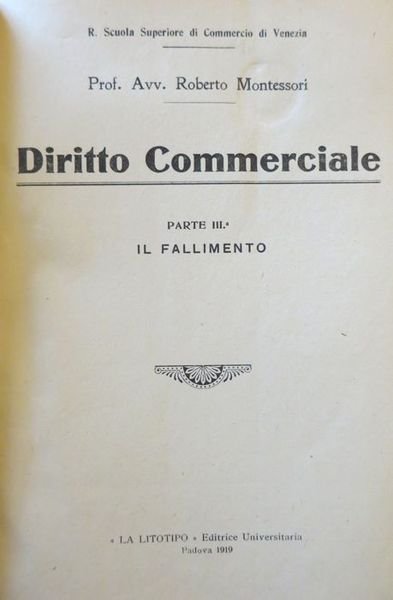 R. Scuola Superiore di Commercio di Venezia
Prof. Avv. Roberto Montessori
Diritto Commerciale
PARTE III.ª
IL FALLIMENTO
« LA LITOTIPO » Editrice Universitaria
Padova 1919